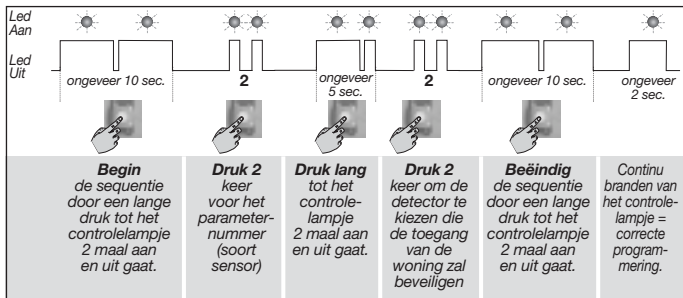 Led
Aan
Led
Uit
ongeveer 10 sec.
2
ongeveer
5 sec.
2
ongeveer 10 sec.
ongeveer
2 sec.
Begin
de sequentie
door een lange
druk tot het
controlelampje
2 maal aan
en uit gaat.
Druk 2
keer
voor het
parameter-
nummer
(soort
sensor)
Druk lang
tot het
controle-
lampje
2 maal aan
en uit gaat.
Druk 2
keer om de
detector te
kiezen die
de toegang
van de
woning zal
beveiligen
Beëindig
de sequentie
door een lange
druk tot het
controlelampje
2 maal aan
en uit gaat.
Continu
branden van
het controle-
lampje =
correcte
program-
mering.